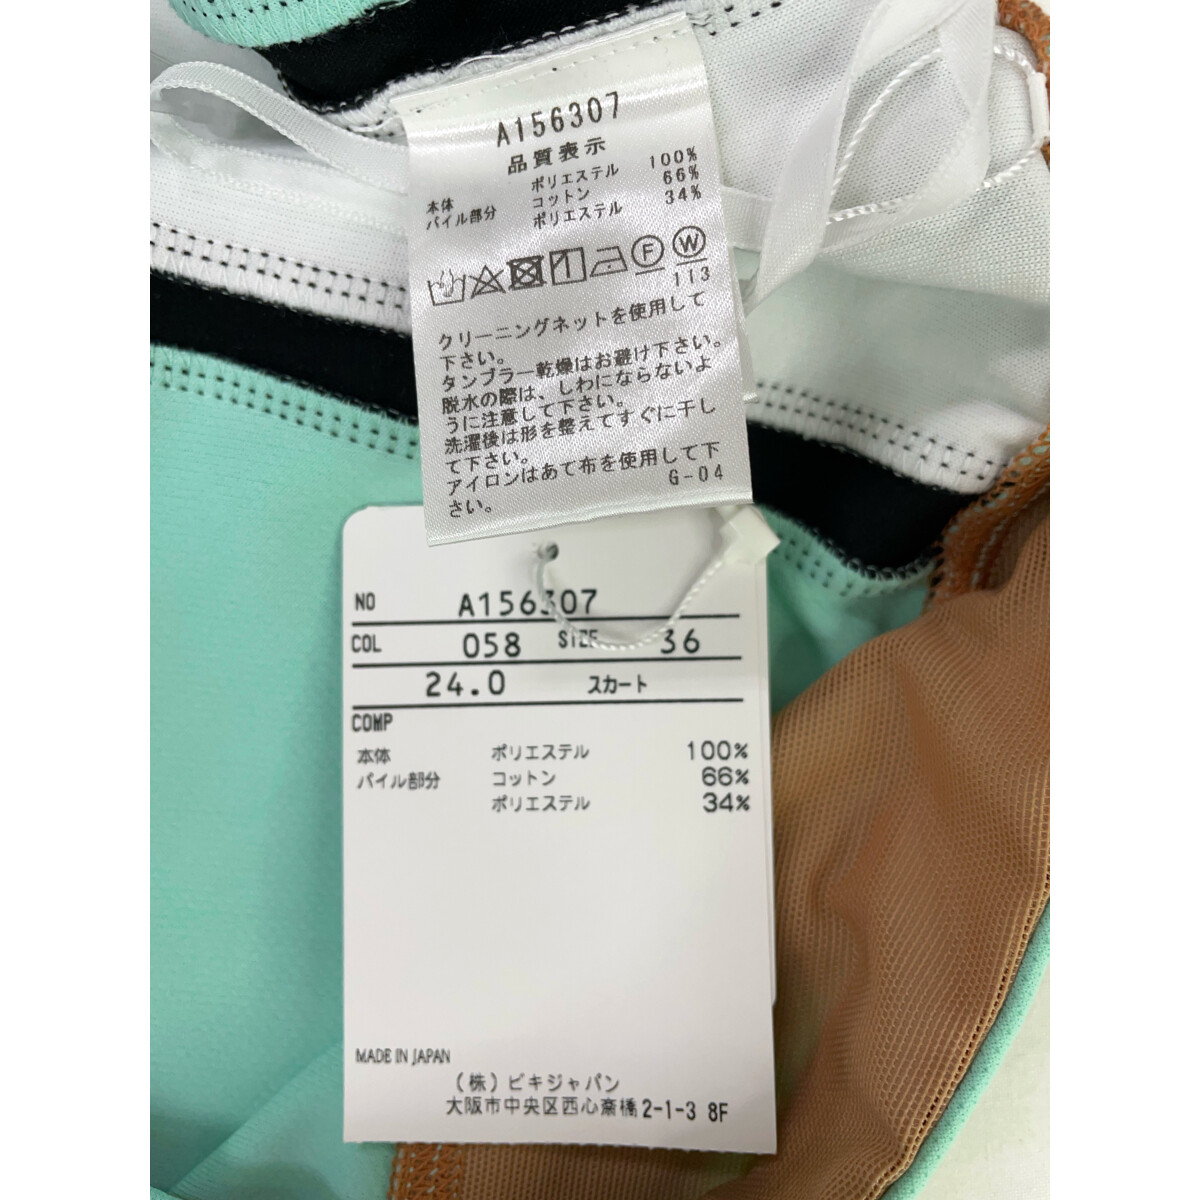 A156307
品質表示
本体 ポリエステル 100%
パイル部分 コットン 66%
ポリエステル 34%
F W
113
クリーニングネットを使用して
下さい。
タンブラー乾燥はお避け下さい。
脱水の際は、しわにならないよ
うに注意して下さい。
洗濯後は形を整えてすぐに干し
て下さい。
アイロンはあて布を使用して下
さい。 G-04
NO A156307
COL 058 SIZE 36
24.0 スカート
COMP
本体 ポリエステル 100%
パイル部分 コットン 66%
ポリエステル 34%
MADE IN JAPAN
(株)ビキジャパン
大阪市中央区西心斎橋2-1-3 8F